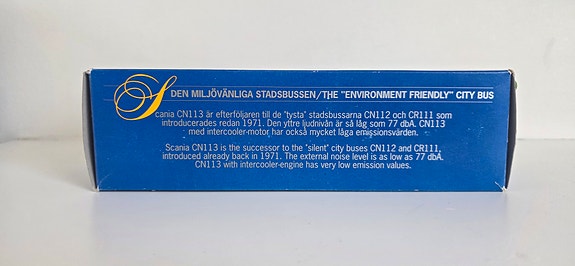 DEN MILJÖVÄNLIGA STADSBUSSEN/THE "ENVIRONMENT FRIENDLY" CITY BUS
Scania CN113 är efterföljaren till de "tysta" stadsbussarna CN112 och CR111 som
introducerades redan 1971. Den yttre ljudnivån är så låg som 77 dbA. CN113
med intercooler-motor har också mycket låga emissionsvärden.
Scania CN113 is the successor to the "silent" city buses CN112 and CR111,
introduced already back in 1971. The external noise level is as low as 77 dbA.
CN113 with intercooler-engine has very low emission values.